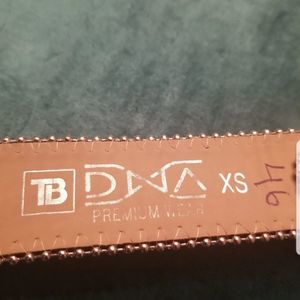 TB DNA XS
PREMIUM WEAR
46